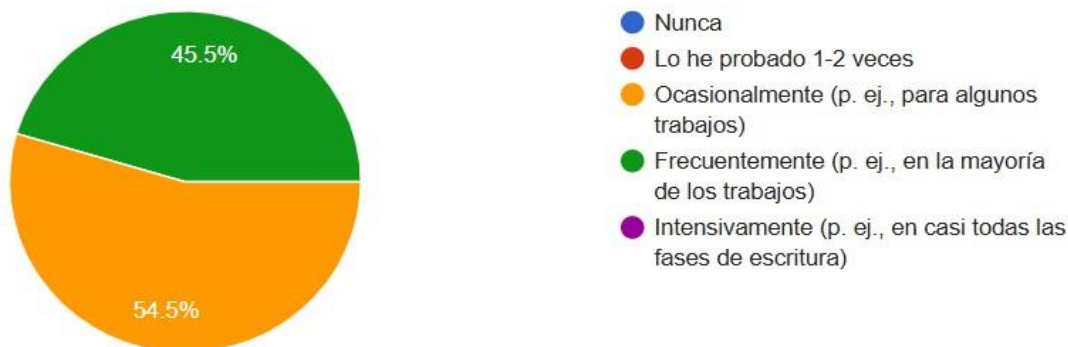 45.5%
54.5%
Nunca
Lo he probado 1-2 veces
Ocasionalmente (p. ej., para algunos
trabajos)
Frecuentemente (p. ej., en la mayoría
de los trabajos)
Intensivamente (p. ej., en casi todas las
fases de escritura)